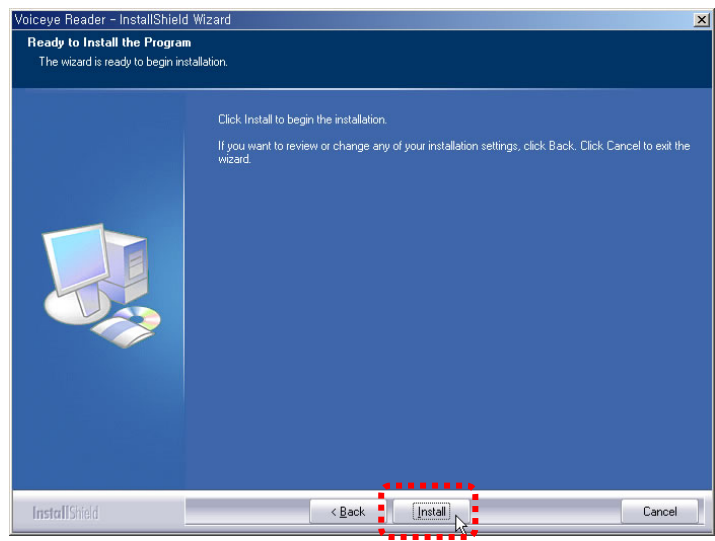 Voiceye Reader - InstallShield Wizard
Ready to Install the Program
The wizard is ready to begin installation.
Click Install to begin the installation.
If you want to review or change any of your installation settings, click Back. Click Cancel to exit the
wizard.
InstallShield
< Back
Install
Cancel